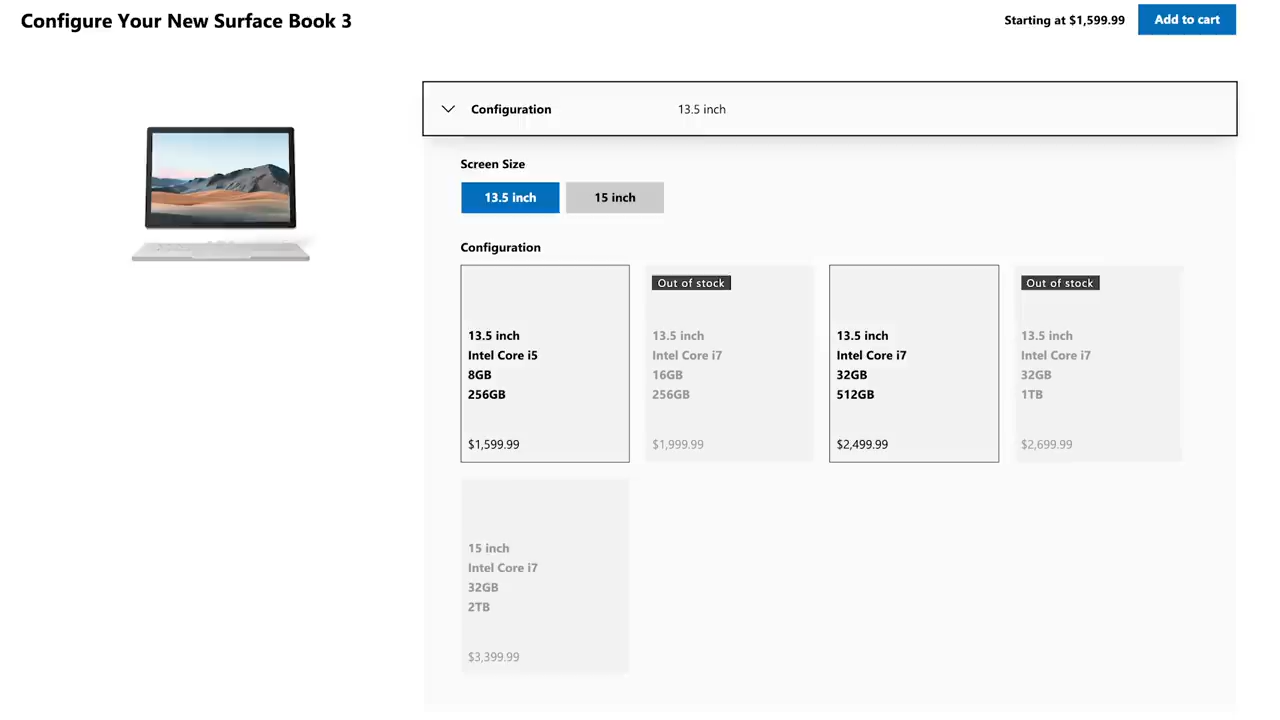 Configure Your New Surface Book 3
Starting at $1,599.99
Add to cart
Configuration
13.5 inch
Screen Size
13.5 inch
15 inch
Configuration
13.5 inch
Intel Core i5
8GB
256GB
$1,599.99
Out of stock
13.5 inch
Intel Core i7
16GB
256GB
$1,999.99
13.5 inch
Intel Core i7
32GB
512GB
$2,499.99
Out of stock
13.5 inch
Intel Core i7
32GB
1TB
$2,699.99
15 inch
Intel Core i7
32GB
2TB
$3,399.99